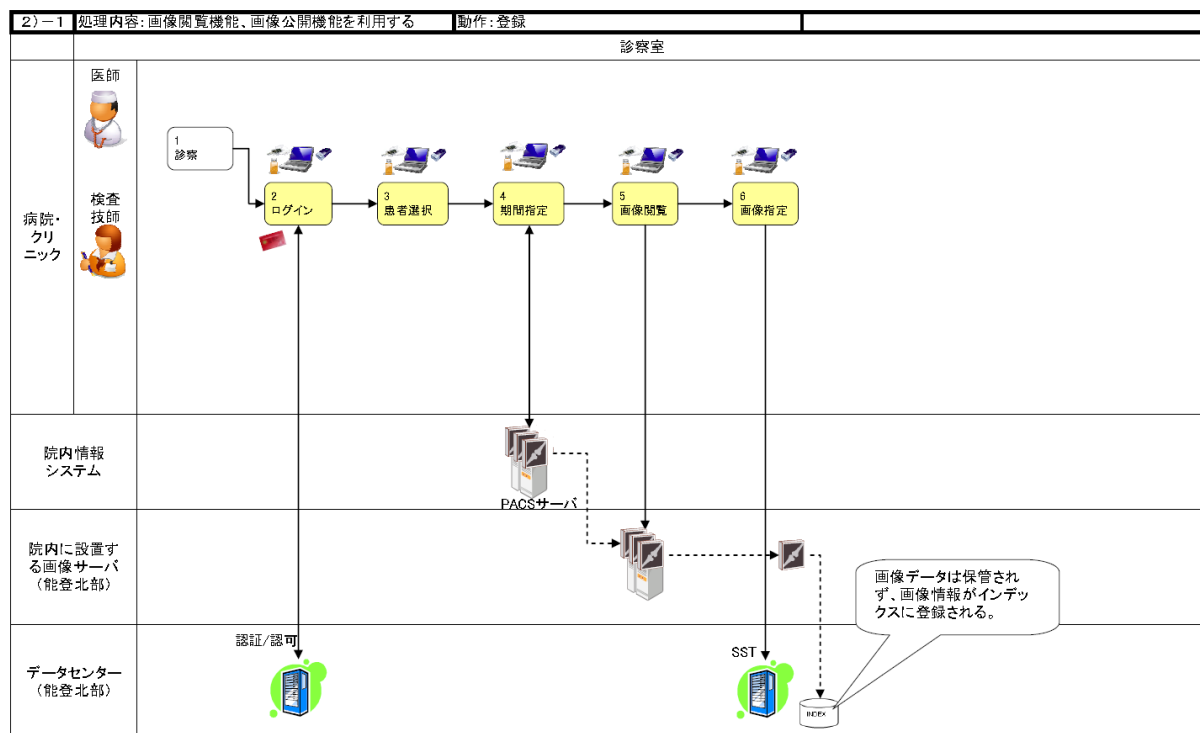 2)－1 処理内容：画像閲覧機能、画像公開機能を利用する 動作：登録
診察室
医師
1
診察
検査
技師
病院・
クリ
ニック
2
ログイン
3
患者選択
4
期間指定
5
画像閲覧
6
画像指定
院内情報
システム
PACSサーバ
院内に設置す
る画像サーバ
（能登北部）
画像データは保管され
ず、画像情報がインデッ
クスに登録される。
認証/認可
SST
データセンター
（能登北部）
INDEX